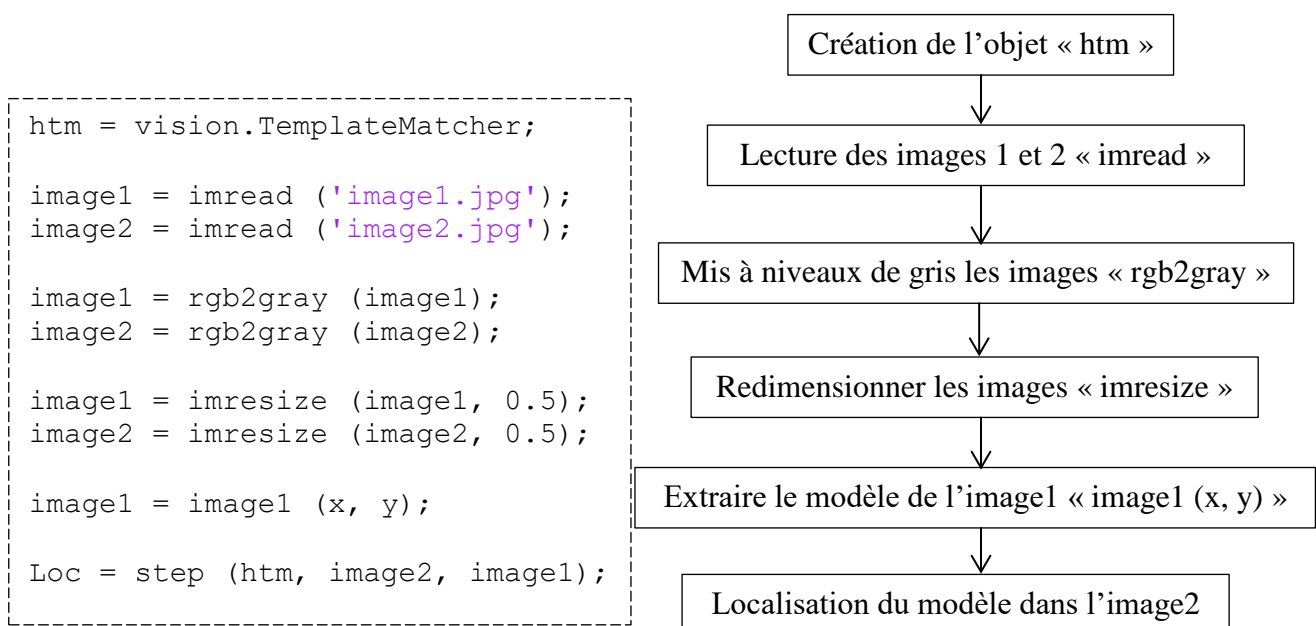 htm = vision.TemplateMatcher;
image1 = imread ('image1.jpg');
image2 = imread ('image2.jpg');
image1 = rgb2gray (image1);
image2 = rgb2gray (image2);
image1 = imresize (image1, 0.5);
image2 = imresize (image2, 0.5);
image1 = image1 (x, y);
Loc = step (htm, image2, image1);
Création de l’objet « htm »
Lecture des images 1 et 2 « imread »
Mis à niveaux de gris les images « rgb2gray »
Redimensionner les images « imresize »
Extraire le modèle de l’image1 « image1 (x, y) »
Localisation du modèle dans l’image2